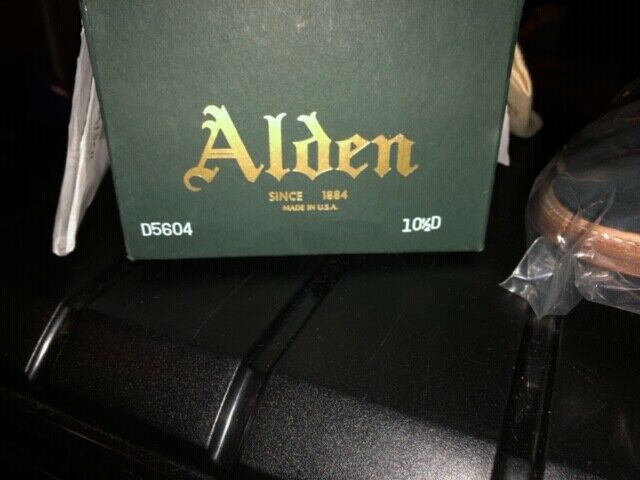 Alden
SINCE 1884
MADE IN U.S.A.
D5604 10½D